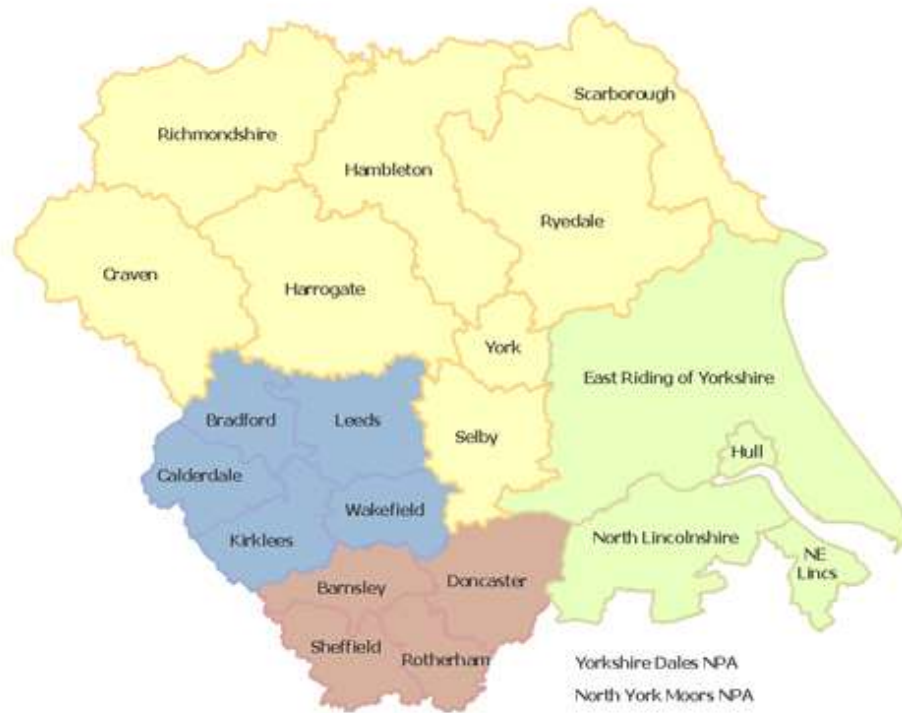 Scarborough
Richmondshire
Hambleton
Ryedale
Craven
Harrogate
York
East Riding of Yorkshire
Bradford
Leeds
Selby
Hull
Calderdale
Wakefield
Kirklees
North Lincolnshire
NE
Lincs
Barnsley
Doncaster
Sheffield
Rotherham
Yorkshire Dales NPA
North York Moors NPA